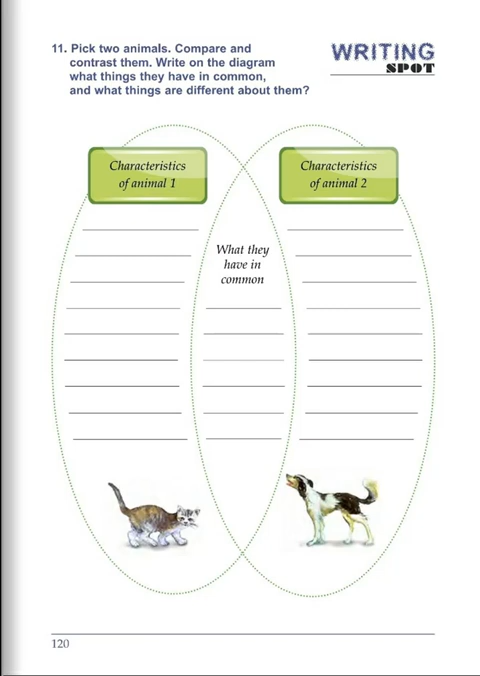 11. Pick two animals. Compare and
contrast them. Write on the diagram
what things they have in common,
and what things are different about them?
WRITING
SPOT
Characteristics
of animal 1
Characteristics
of animal 2
What they
have in
common
120